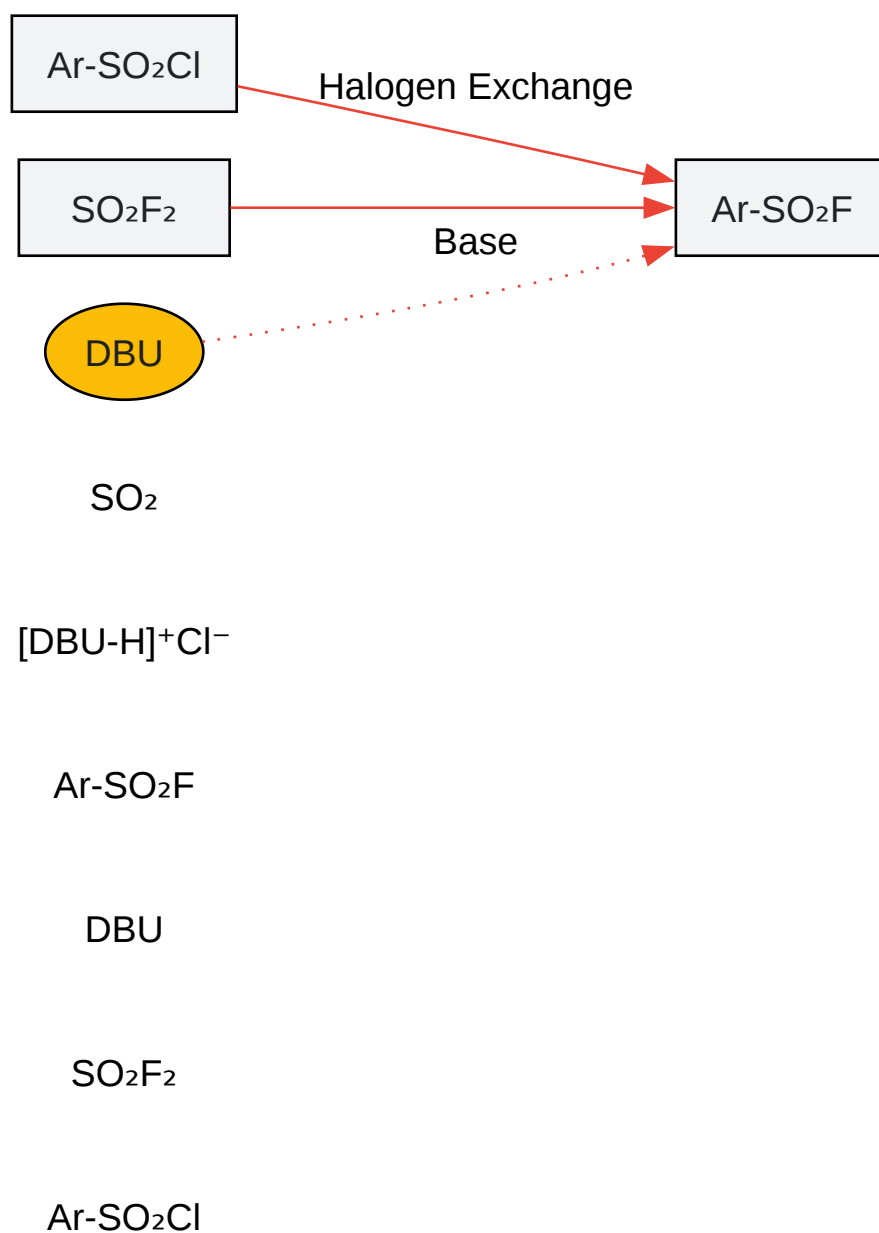 Ar-SO₂Cl
Halogen Exchange
SO₂F₂
Ar-SO₂F
Base
DBU
SO₂
[DBU-H]⁺Cl⁻
Ar-SO₂F
DBU
SO₂F₂
Ar-SO₂Cl